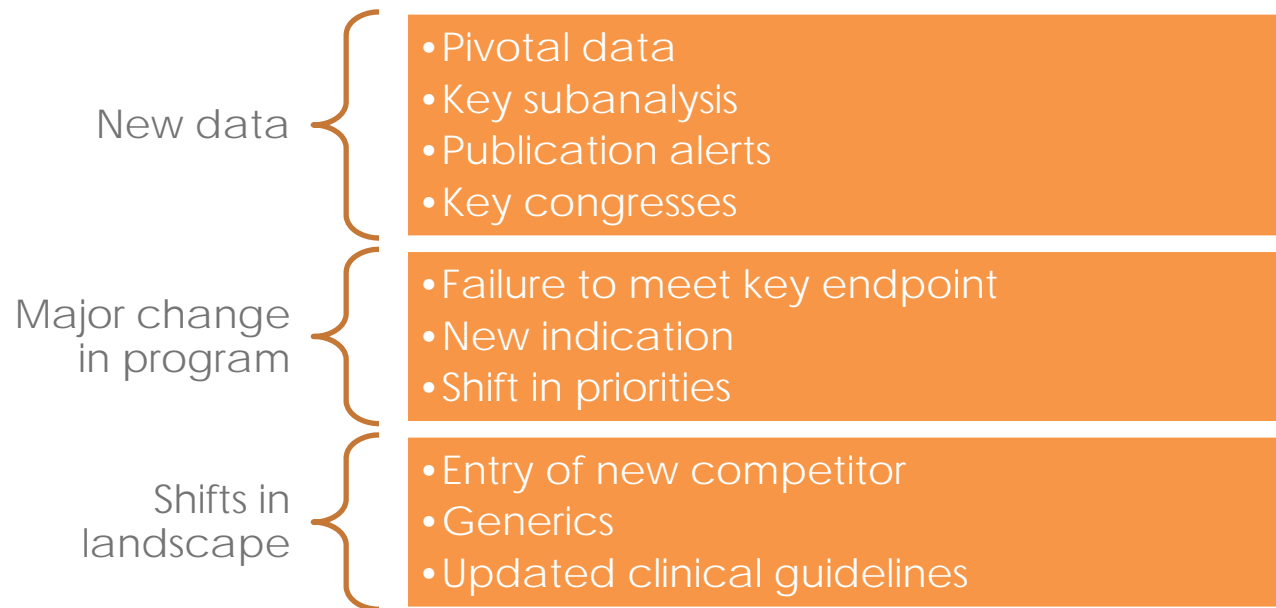 New data
•Pivotal data
•Key subanalysis
•Publication alerts
•Key congresses
Major change
in program
•Failure to meet key endpoint
•New indication
•Shift in priorities
Shifts in
landscape
•Entry of new competitor
•Generics
•Updated clinical guidelines